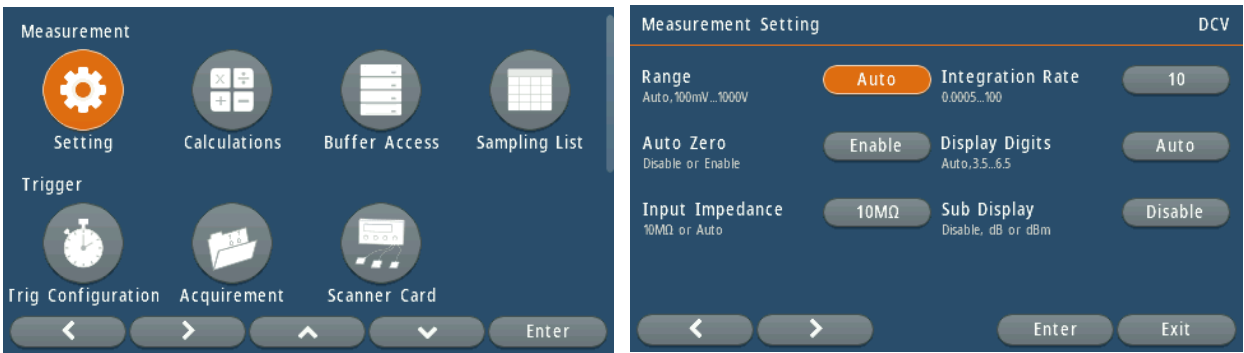 Measurement
Setting
Calculations
Buffer Access
Sampling List
Trigger
Trig Configuration
Acquirement
Scanner Card
Enter
Measurement Setting
DCV
Range
Auto,100mV...1000V
Auto
Integration Rate
0.0005...100
10
Auto Zero
Disable or Enable
Enable
Display Digits
Auto,3.5...6.5
Auto
Input Impedance
10MΩ or Auto
10MΩ
Sub Display
Disable, dB or dBm
Disable
Enter
Exit